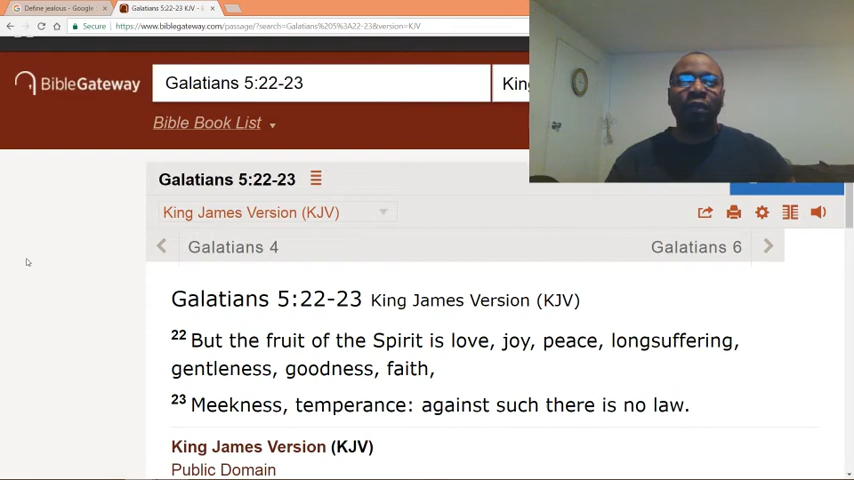 Define jealous - Google
Galatians 5:22-23 KJV -
Secure
https://www.biblegateway.com/passage/?search=Galatians%205%3A22-23&version=KJV
BibleGateway
Galatians 5:22-23
Kin
Bible Book List
Galatians 5:22-23
King James Version (KJV)
Galatians 4
Galatians 6
Galatians 5:22-23 King James Version (KJV)
22 But the fruit of the Spirit is love, joy, peace, longsuffering,
gentleness, goodness, faith,
23 Meekness, temperance: against such there is no law.
King James Version (KJV)
Public Domain